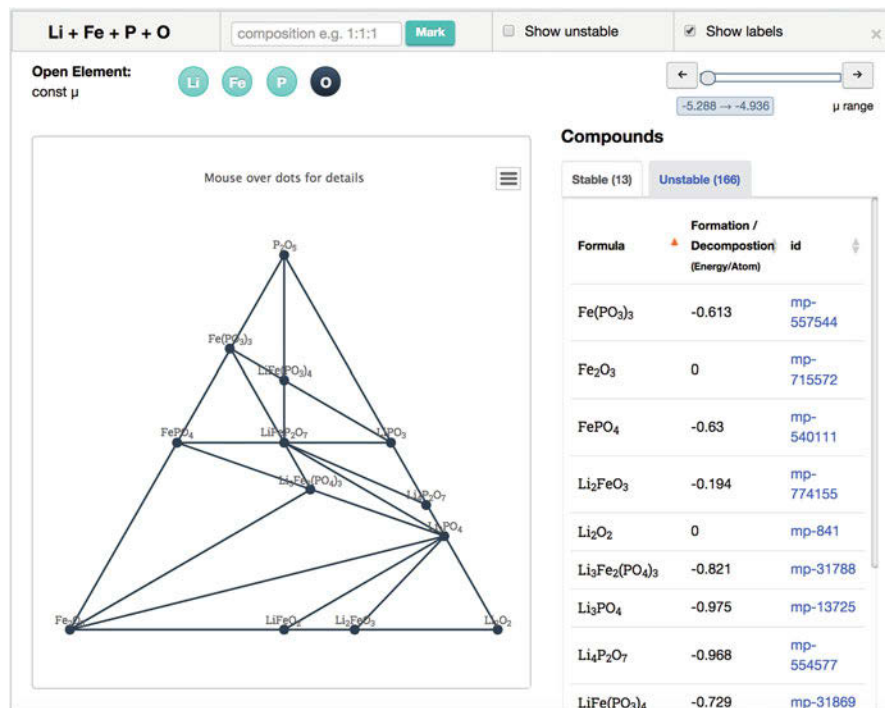 Li + Fe + P + O
composition e.g. 1:1:1
Mark
Show unstable
Show labels
×
Open Element:
const μ
Li Fe P O
← →
-5.288 → -4.936
μ range
Mouse over dots for details
P₂O₅
Fe(PO₃)₃
LiFe(PO₃)₄
FePO₄ LiFeP₂O₇ LiPO₃
Li₃Fe₂(PO₄)₃
Li₄P₂O₇
Li₃PO₄
Fe₂O₃ LiFeO₂ Li₂FeO₃ Li₂O₂
Compounds
Stable (13) Unstable (166)
Formula
Formation /
Decompostion
(Energy/Atom)
id
Fe(PO₃)₃ -0.613 mp-
557544
Fe₂O₃ 0 mp-
715572
FePO₄ -0.63 mp-
540111
Li₂FeO₃ -0.194 mp-
774155
Li₂O₂ 0 mp-841
Li₃Fe₂(PO₄)₃ -0.821 mp-31788
Li₃PO₄ -0.975 mp-13725
Li₄P₂O₇ -0.968 mp-
554577
LiFe(PO₃)₄ -0.729 mp-31869